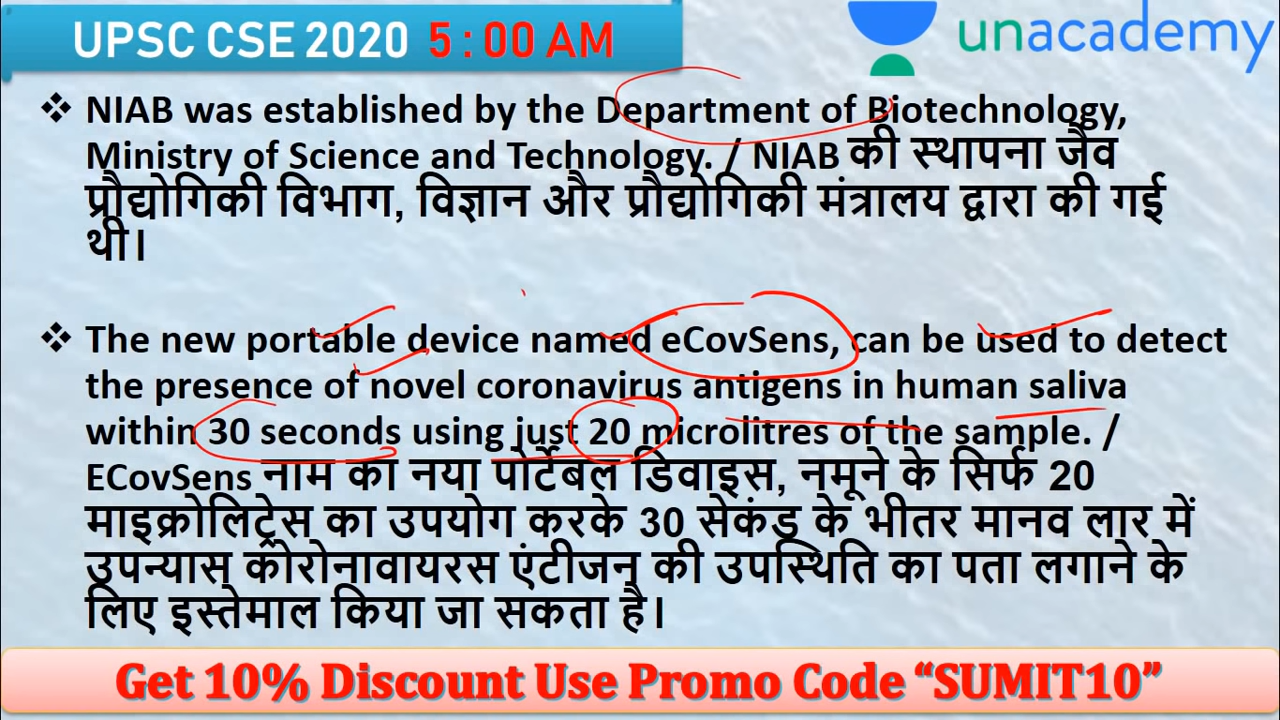 UPSC CSE 2020 5 : 00 AM
unacademy
❖ NIAB was established by the Department of Biotechnology,
Ministry of Science and Technology. / NIAB की स्थापना जैव
प्रौद्योगिकी विभाग, विज्ञान और प्रौद्योगिकी मंत्रालय द्वारा की गई
थी।
❖ The new portable device named eCovSens, can be used to detect
the presence of novel coronavirus antigens in human saliva
within 30 seconds using just 20 microlitres of the sample. /
ECovSens नाम का नया पोर्टेबल डिवाइस, नमूने के सिर्फ 20
माइक्रोलिट्रेस का उपयोग करके 30 सेकंड के भीतर मानव लार में
उपन्यास कोरोनावायरस एंटीजन की उपस्थिति का पता लगाने के
लिए इस्तेमाल किया जा सकता है।
Get 10% Discount Use Promo Code “SUMIT10”